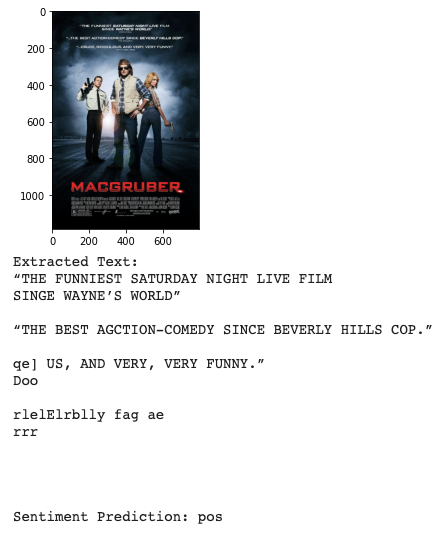 0
"THE FUNNIEST SATURDAY NIGHT LIVE FILM
SINCE WAYNE'S WORLD."
"...THE BEST ACTION-COMEDY SINCE BEVERLY HILLS COP."
200
AND VERY, VERY FUNNY."
400
600
800
MACGRUBER
1000
0 200 400 600
Extracted Text:
“THE FUNNIEST SATURDAY NIGHT LIVE FILM
SINGE WAYNE’S WORLD”
“THE BEST AGCTION-COMEDY SINCE BEVERLY HILLS COP.”
qe] US, AND VERY, VERY FUNNY.”
Doo
rlelElrblly fag ae
rrr
Sentiment Prediction: pos